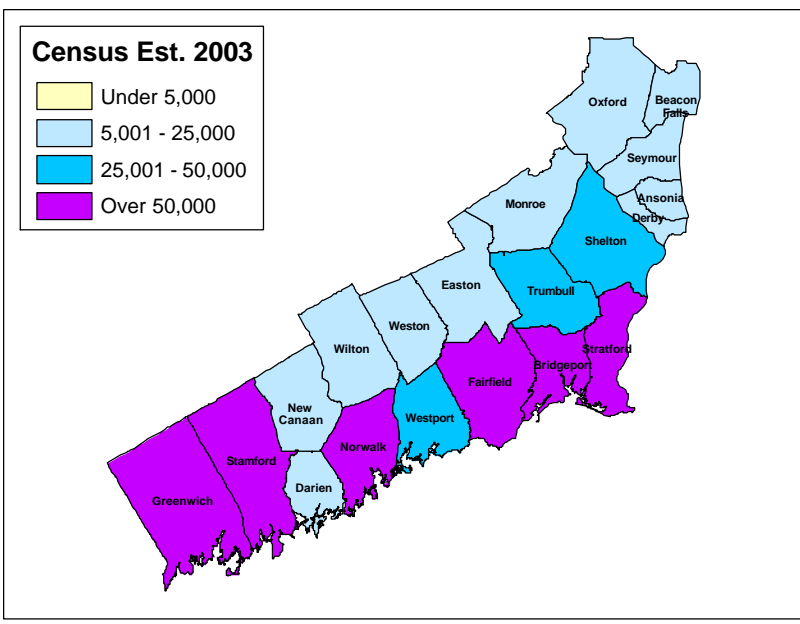 Census Est. 2003
Under 5,000
5,001 - 25,000
25,001 - 50,000
Over 50,000
Oxford
Beacon
Falls
Seymour
Ansonia
Derby
Monroe
Shelton
Easton
Trumbull
Weston
Wilton
Stratford
Bridgeport
Fairfield
New
Canaan
Westport
Norwalk
Stamford
Darien
Greenwich